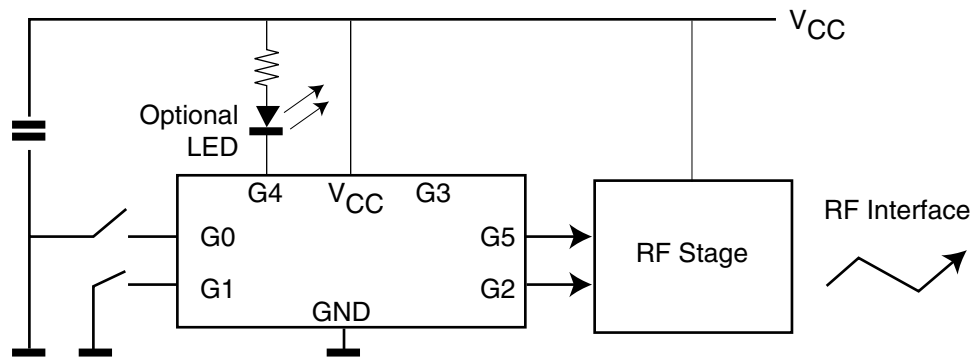 VCC
Optional
LED
G4
VCC
G3
RF Interface
G0
G5
RF Stage
G1
G2
GND